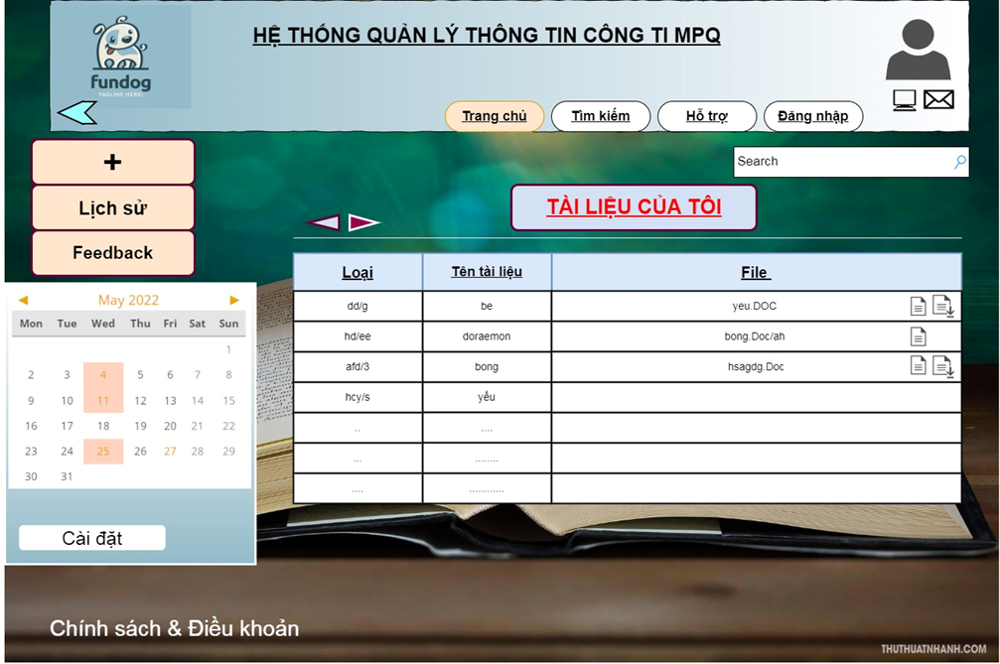 HỆ THỐNG QUẢN LÝ THÔNG TIN CÔNG TI MPQ
fundog
TAGLINE HERE!
Trang chủ
Tìm kiếm
Hỗ trợ
Đăng nhập
+
Search
Lịch sử
TÀI LIỆU CỦA TÔI
Feedback
Loại Tên tài liệu File
dd/g be yeu.DOC
hd/ee doraemon bong.Doc/ah
afd/3 bong hsagdg.Doc
hcy/s yểu
.. ....
... ........
.... ............
May 2022
Mon Tue Wed Thu Fri Sat Sun
1
2 3 4 5 6 7 8
9 10 11 12 13 14 15
16 17 18 19 20 21 22
23 24 25 26 27 28 29
30 31
Cài đặt
Chính sách & Điều khoản
THUTHUATNHANH.COM